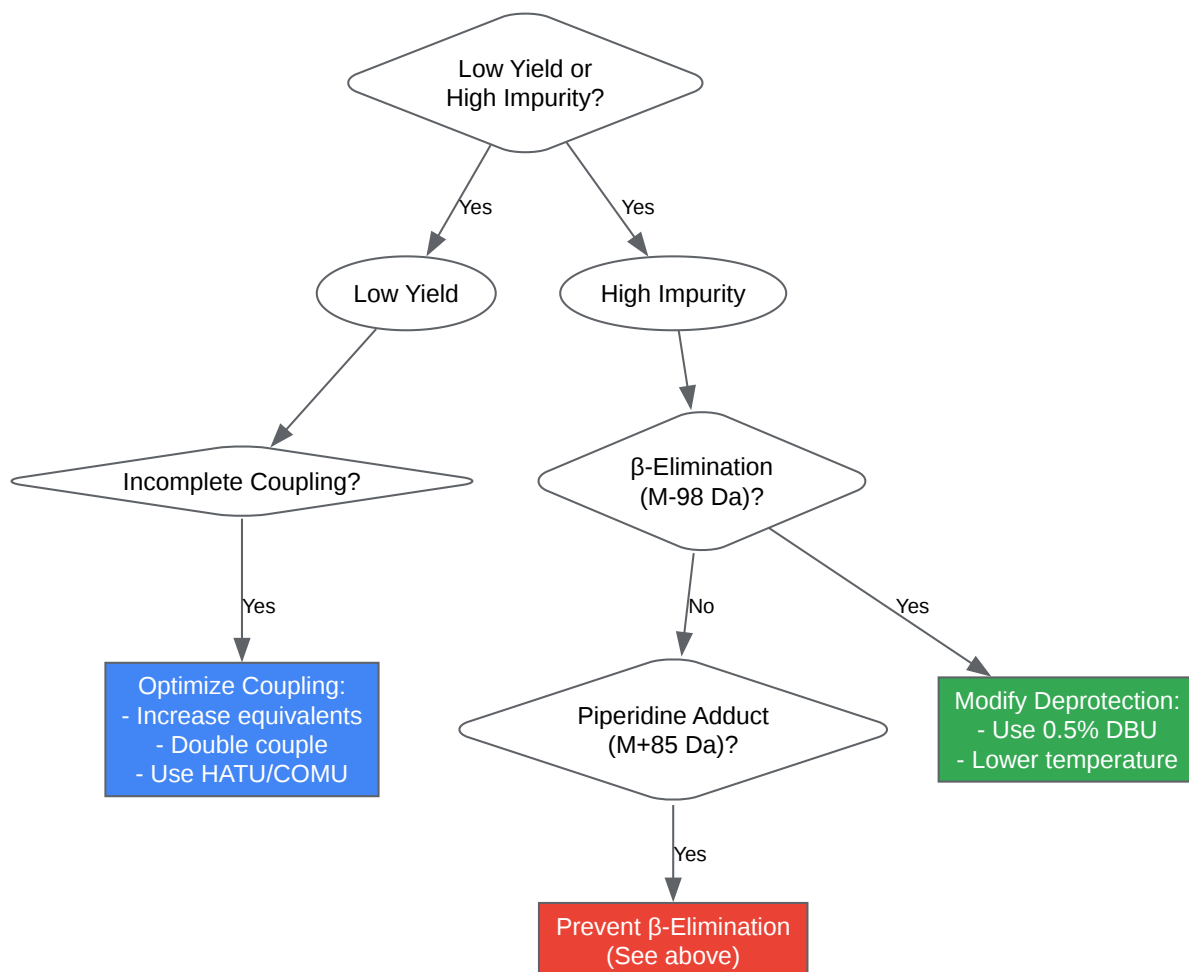 Low Yield or
High Impurity?
Yes
Yes
Low Yield
High Impurity
Incomplete Coupling?
β-Elimination
(M-98 Da)?
Yes
No
Yes
Optimize Coupling:
- Increase equivalents
- Double couple
- Use HATU/COMU
Piperidine Adduct
(M+85 Da)?
Modify Deprotection:
- Use 0.5% DBU
- Lower temperature
Yes
Prevent β-Elimination
(See above)